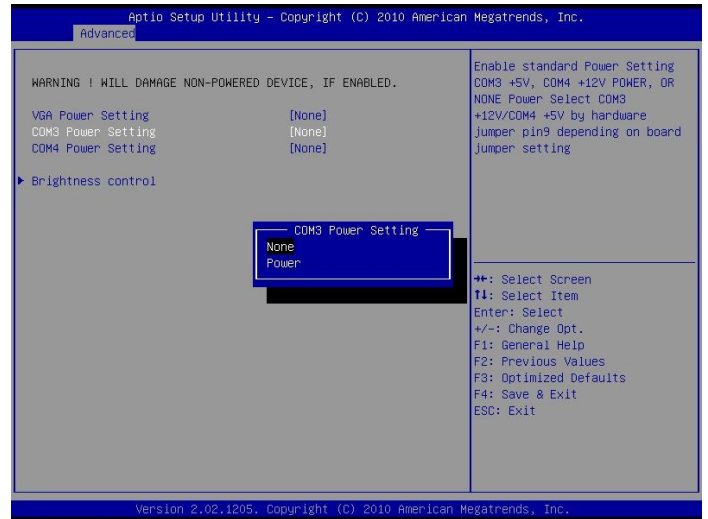 Aptio Setup Utility – Copyright (C) 2010 American Megatrends, Inc.
Advanced
WARNING ! WILL DAMAGE NON-POWERED DEVICE, IF ENABLED.
VGA Power Setting [None]
COM3 Power Setting [None]
COM4 Power Setting [None]
Brightness control
COM3 Power Setting
None
Power
Enable standard Power Setting
COM3 +5V, COM4 +12V POWER, OR
NONE Power Select COM3
+12V/COM4 +5V by hardware
jumper pin9 depending on board
jumper setting
→←: Select Screen
↑↓: Select Item
Enter: Select
+/-: Change Opt.
F1: General Help
F2: Previous Values
F3: Optimized Defaults
F4: Save & Exit
ESC: Exit
Version 2.02.1205. Copyright (C) 2010 American Megatrends, Inc.